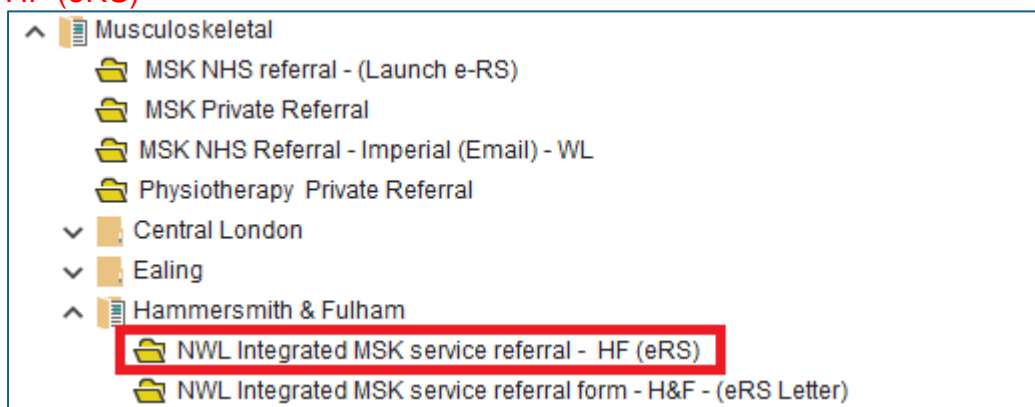 HF (eRS)
Musculoskeletal
MSK NHS referral - (Launch e-RS)
MSK Private Referral
MSK NHS Referral - Imperial (Email) - WL
Physiotherapy Private Referral
Central London
Ealing
Hammersmith & Fulham
NWL Integrated MSK service referral - HF (eRS)
NWL Integrated MSK service referral form - H&F - (eRS Letter)